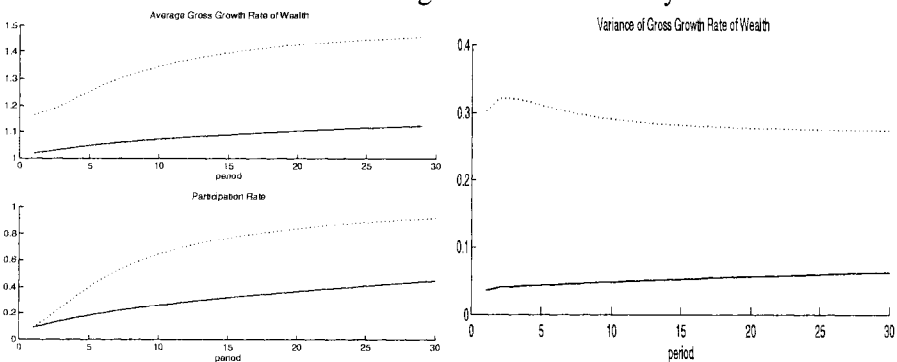 Average Gross Growth Rate of Wealth
1.5
1.4
1.3
1.2
1.1
1
0 5 10 15 20 25 30
period
Participation Rate
1
0.8
0.6
0.4
0.2
0
0 5 10 15 20 25 30
period
Variance of Gross Growth Rate of Wealth
0.4
0.3
0.2
0.1
0
0 5 10 15 20 25 30
period